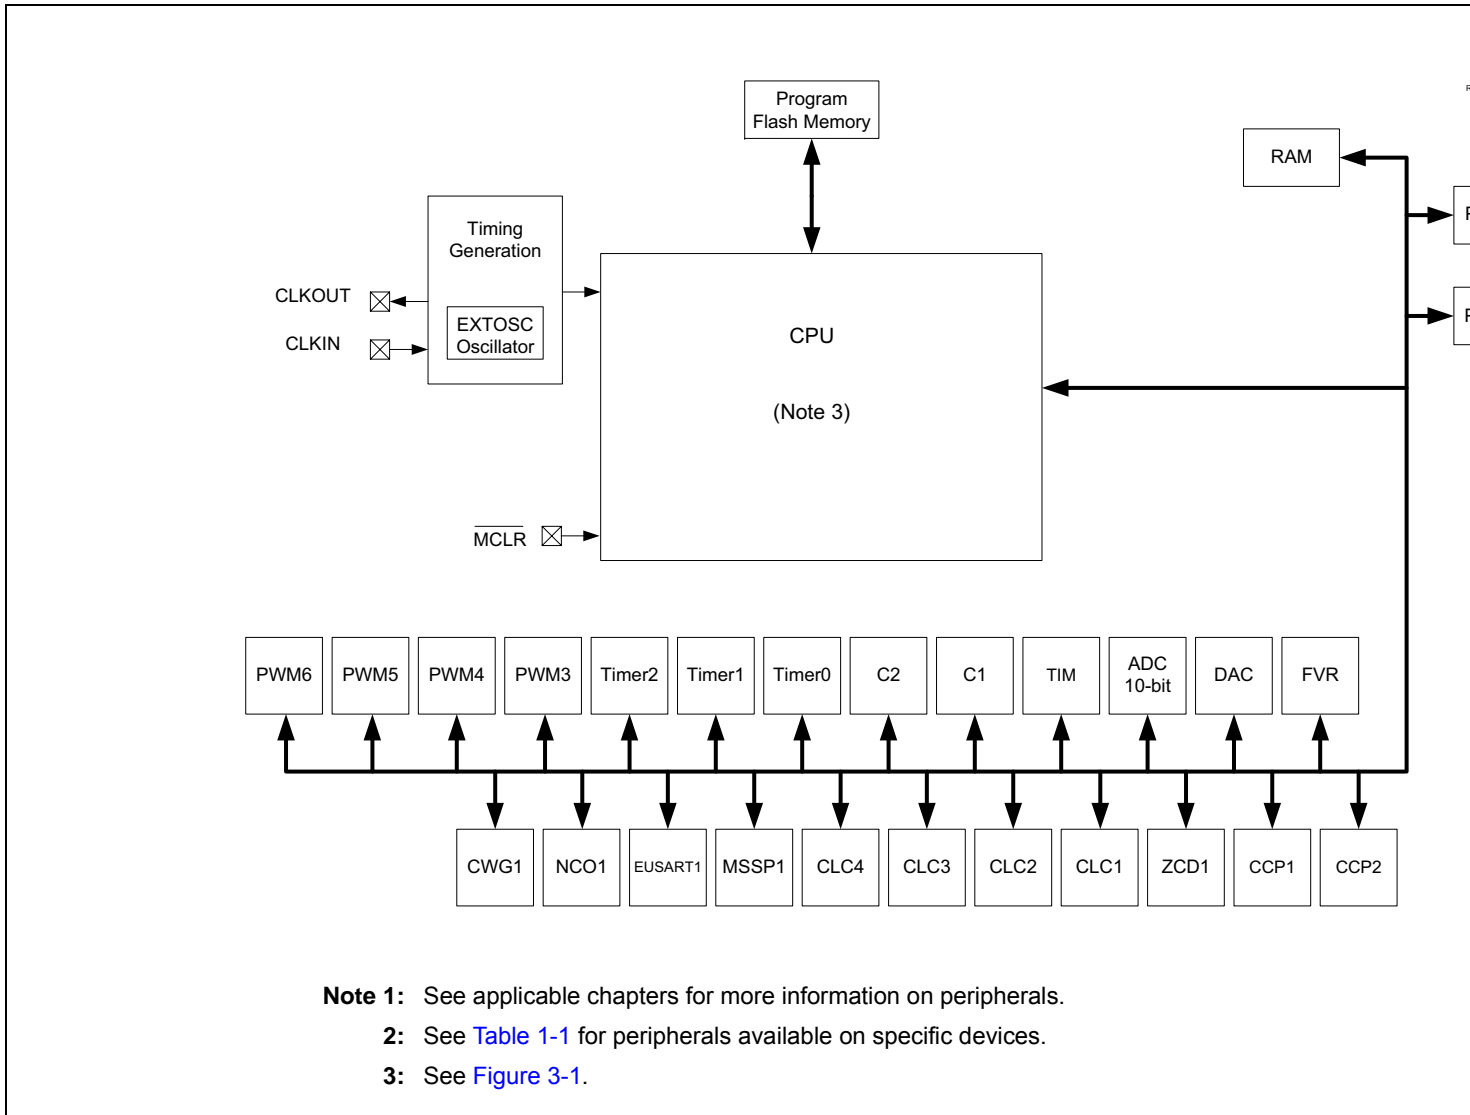 Program
Flash Memory
RAM
Timing
Generation
CLKOUT
EXTOSC
Oscillator
CLKIN
CPU
(Note 3)
MCLR
PWM6 PWM5 PWM4 PWM3 Timer2 Timer1 Timer0 C2 C1 TIM ADC 10-bit DAC FVR
CWG1 NCO1 EUSART1 MSSP1 CLC4 CLC3 CLC2 CLC1 ZCD1 CCP1 CCP2
Note 1: See applicable chapters for more information on peripherals.
2: See Table 1-1 for peripherals available on specific devices.
3: See Figure 3-1.